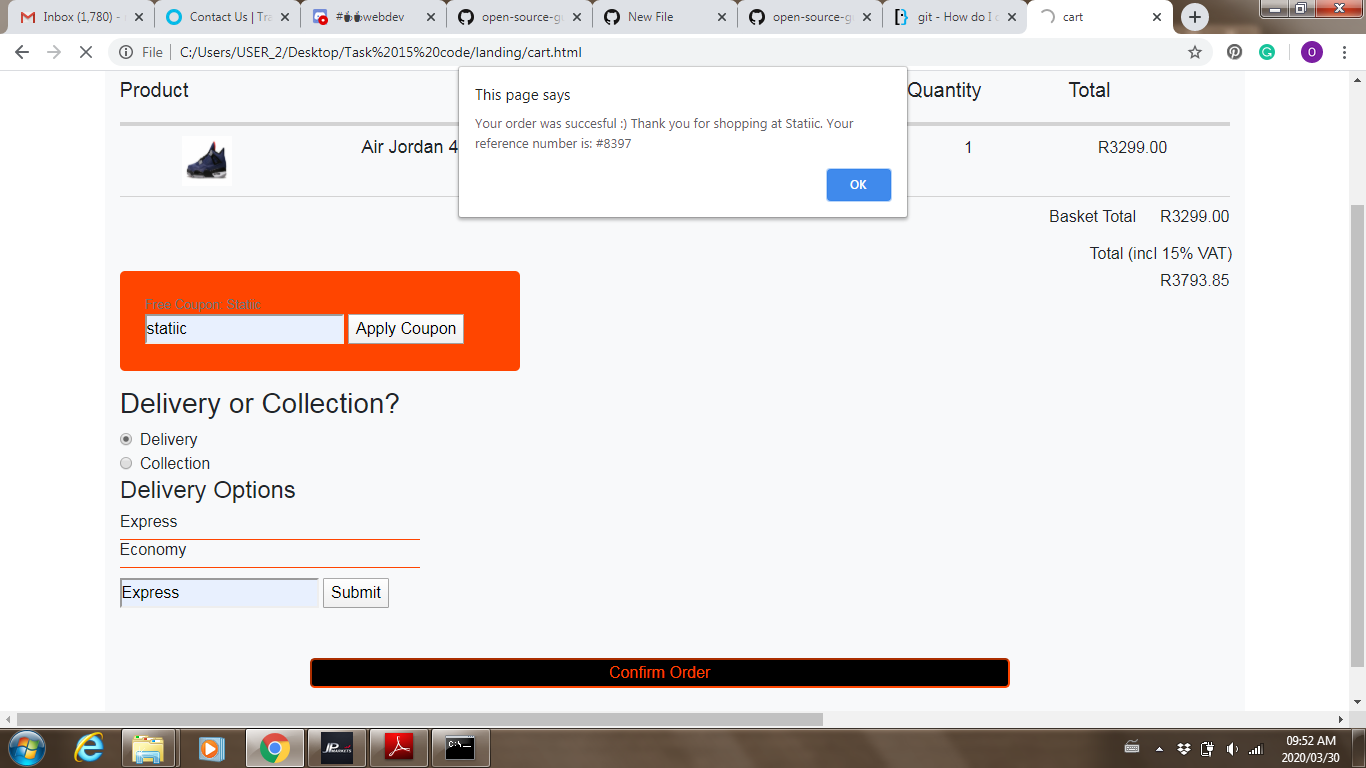 Inbox (1,780) -
Contact Us | Tra
webdev
open-source-g
New File
open-source-g
git - How do I
cart
File
C:/Users/USER_2/Desktop/Task%2015%20code/landing/cart.html
This page says
Your order was succesful :) Thank you for shopping at Statiic. Your
reference number is: #8397
OK
Product
Quantity
Total
Air Jordan 4
1
R3299.00
Basket Total R3299.00
Total (incl 15% VAT)
R3793.85
Free Coupon: Statiic
statiic
Apply Coupon
Delivery or Collection?
Delivery
Collection
Delivery Options
Express
Economy
Express
Submit
Confirm Order
JP
MARKETS
C:\_
09:52 AM
2020/03/30